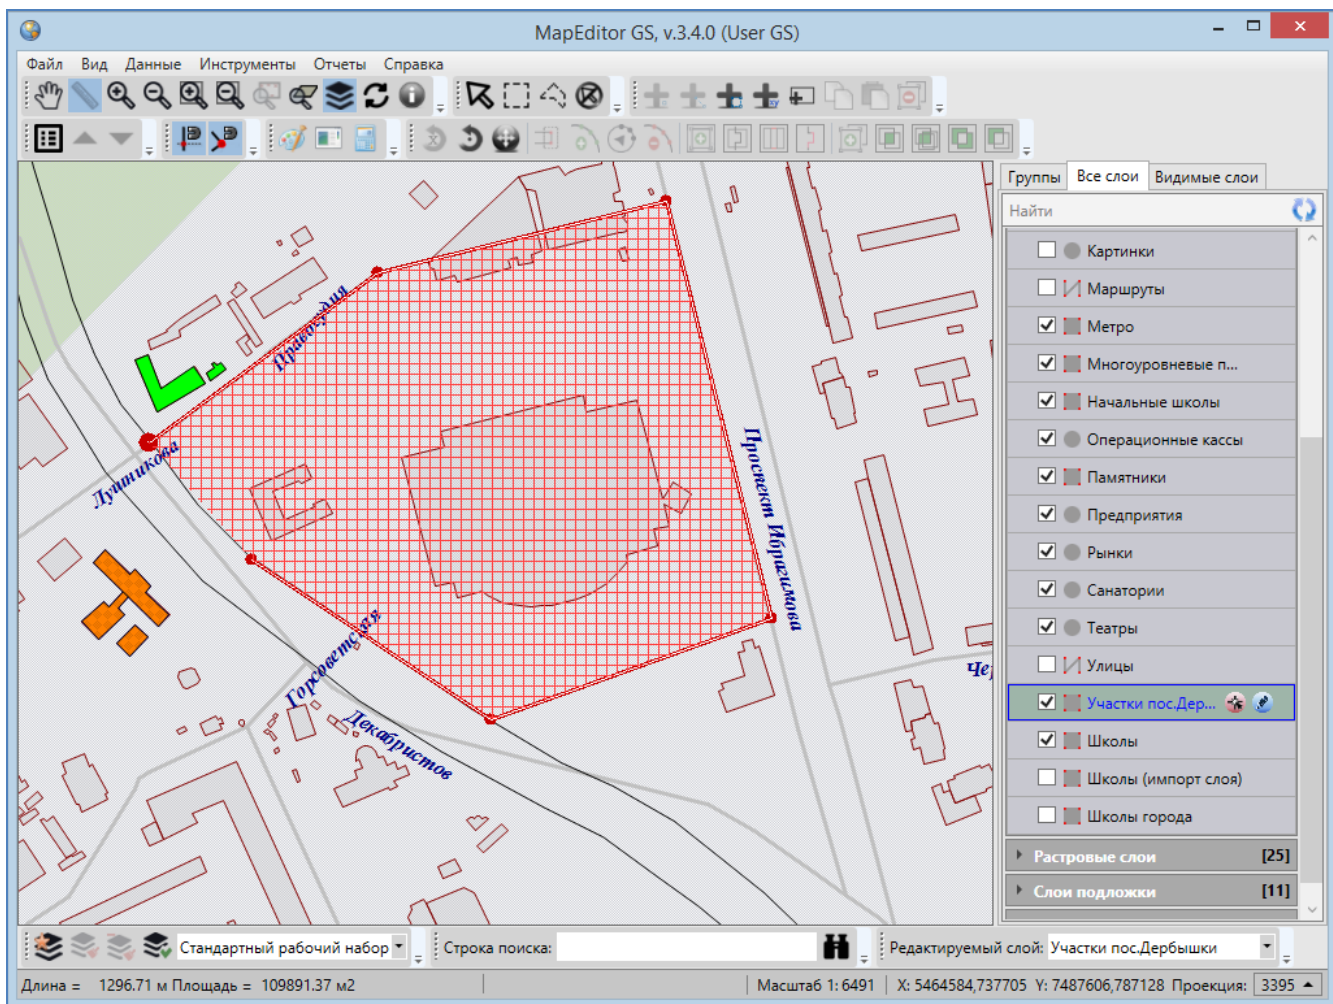 MapEditor GS, v.3.4.0 (User GS)
Файл Вид Данные Инструменты Отчеты Справка
Группы Все слои Видимые слои
Найти
Картинки
Маршруты
Метро
Многоуровневые п...
Начальные школы
Операционные кассы
Памятники
Предприятия
Рынки
Санатории
Театры
Улицы
Участки пос.Дер...
Школы
Школы (импорт слоя)
Школы города
Растровые слои [25]
Слои подложки [11]
Правосудия
Лушникова
Проспект Ибрагимова
Горсоветская
Декабристов
Чер
Стандартный рабочий набор
Строка поиска:
Редактируемый слой: Участки пос.Дербышки
Длина = 1296.71 м Площадь = 109891.37 м2
Масштаб 1: 6491
X: 5464584,737705 Y: 7487606,787128 Проекция: 3395